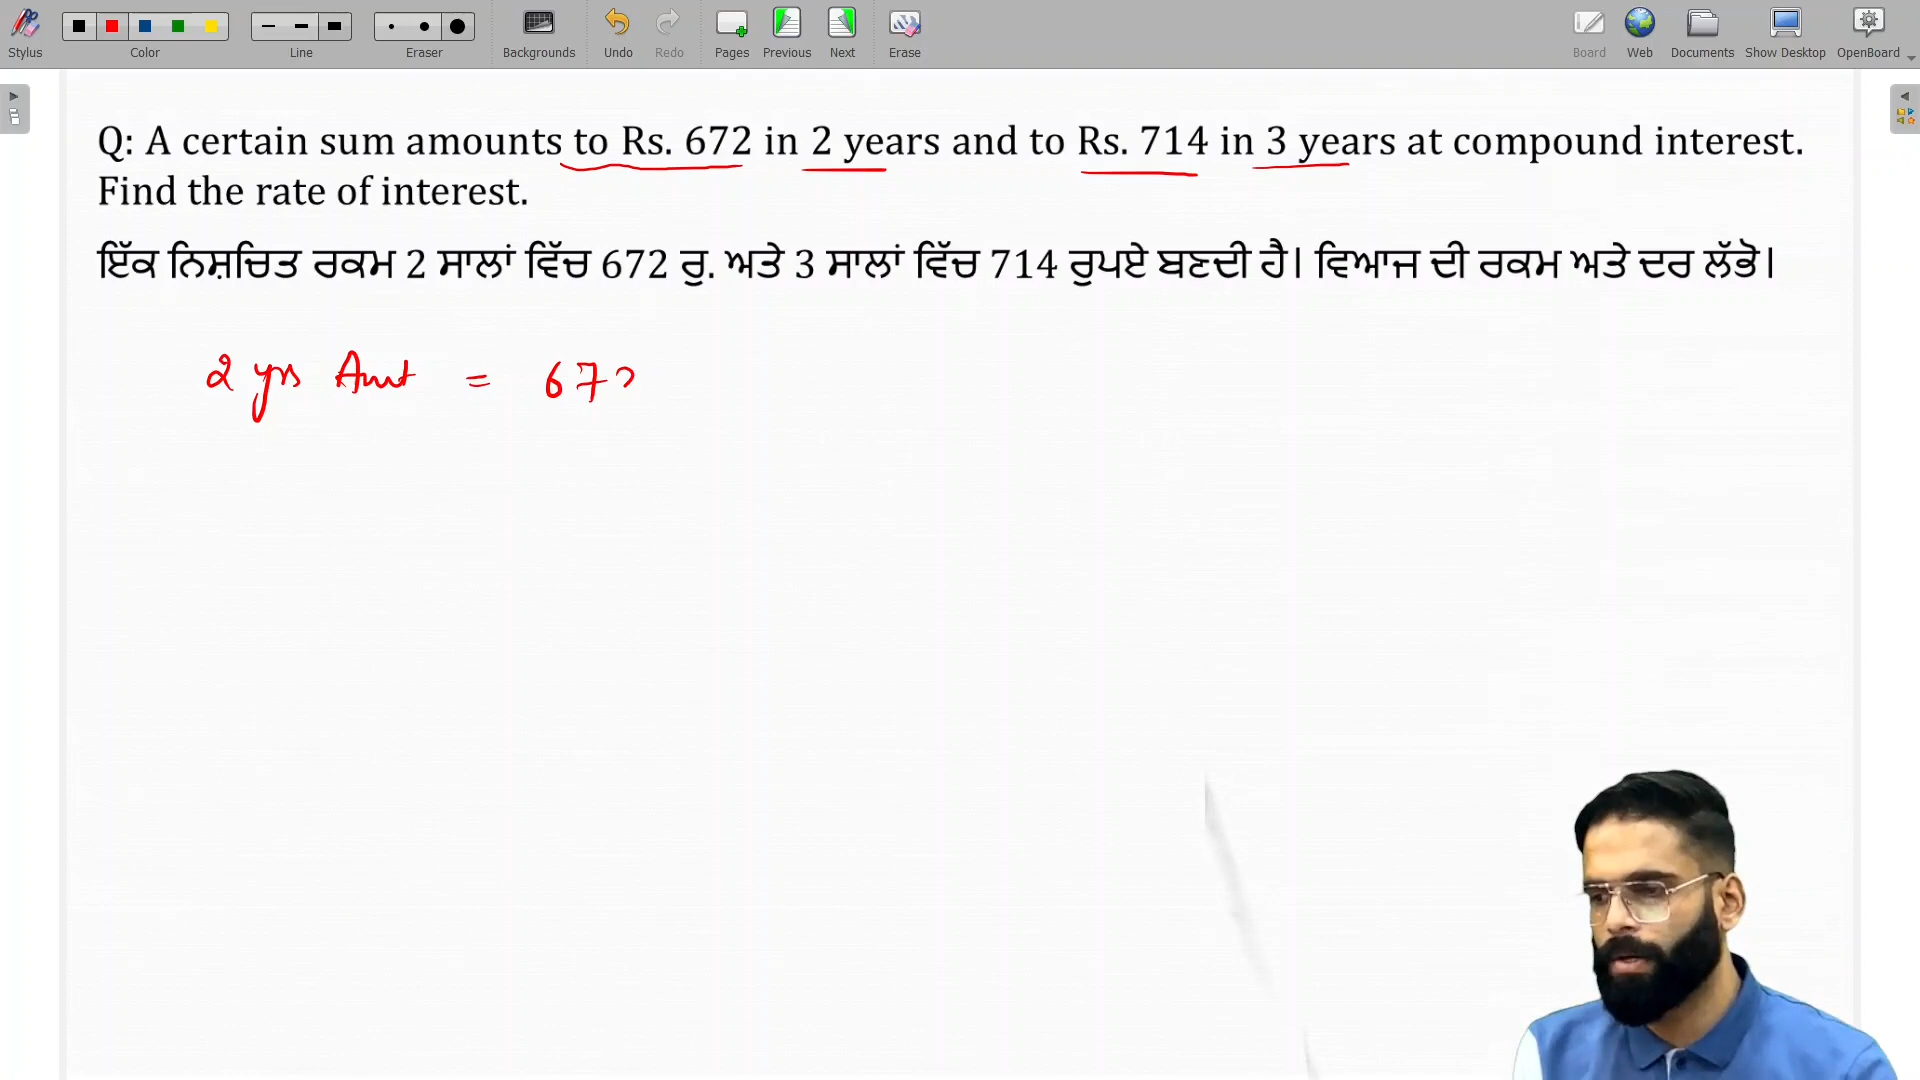 Stylus Color Line Eraser Backgrounds Undo Redo Pages Previous Next Erase Board Web Documents Show Desktop OpenBoard
Q: A certain sum amounts to Rs. 672 in 2 years and to Rs. 714 in 3 years at compound interest.
Find the rate of interest.
ਇੱਕ ਨਿਸ਼ਚਿਤ ਰਕਮ 2 ਸਾਲਾਂ ਵਿੱਚ 672 ਰੁ. ਅਤੇ 3 ਸਾਲਾਂ ਵਿੱਚ 714 ਰੁਪਏ ਬਣਦੀ ਹੈ। ਵਿਆਜ ਦੀ ਰਕਮ ਅਤੇ ਦਰ ਲੱਭੋ।
2 yrs Amt = 672